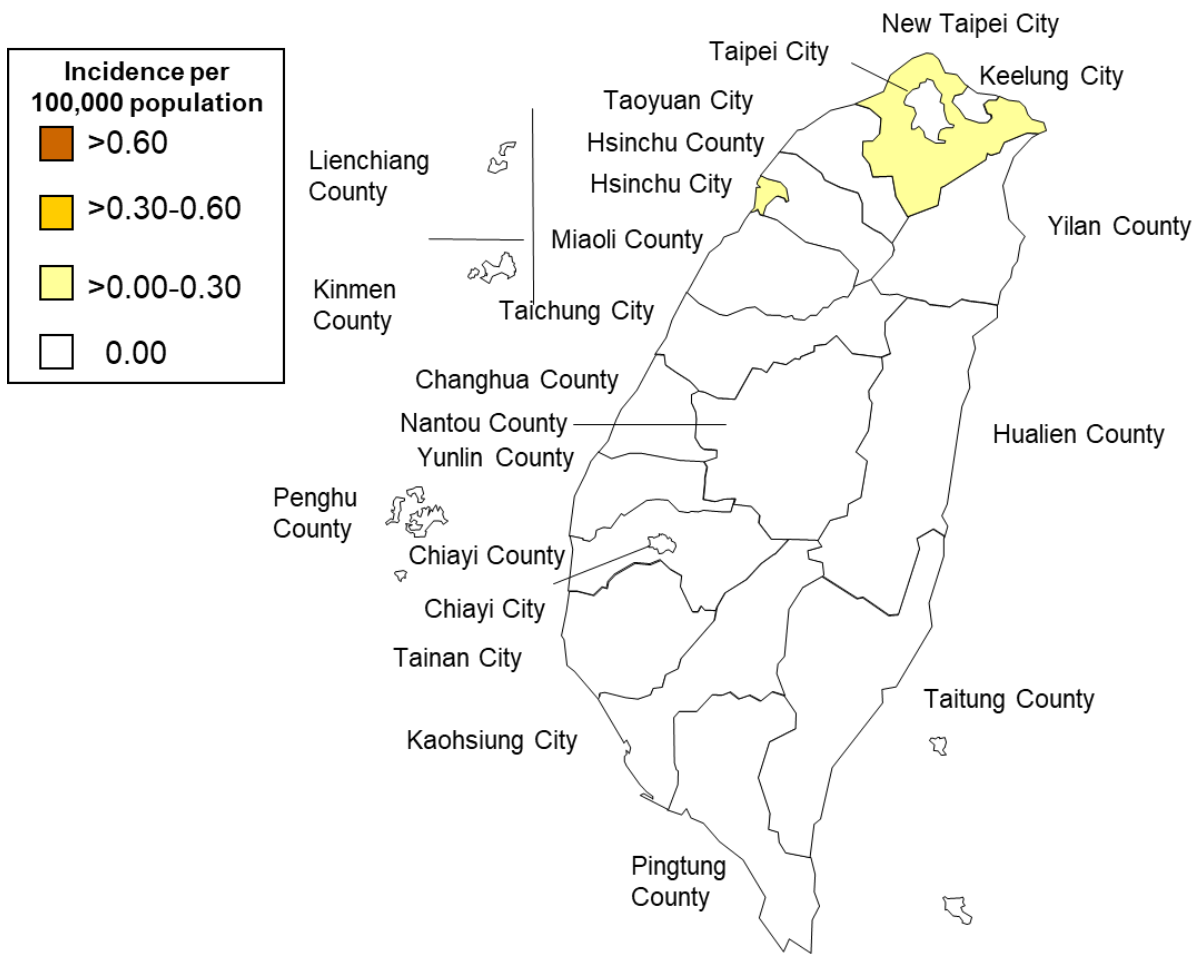 Incidence per
100,000 population
>0.60
>0.30-0.60
>0.00-0.30
0.00
New Taipei City
Taipei City
Keelung City
Taoyuan City
Hsinchu County
Hsinchu City
Lienchiang
County
Yilan County
Miaoli County
Kinmen
County
Taichung City
Changhua County
Nantou County
Hualien County
Yunlin County
Penghu
County
Chiayi County
Chiayi City
Tainan City
Taitung County
Kaohsiung City
Pingtung
County